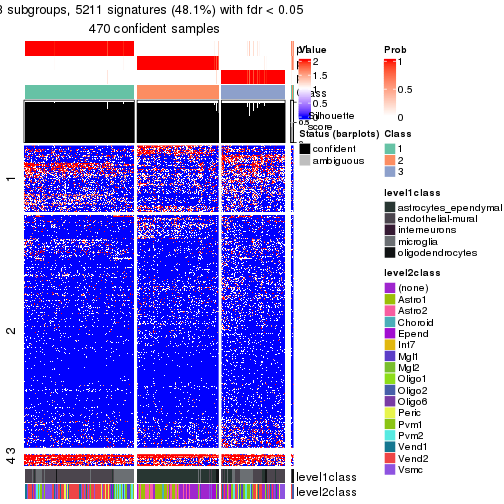 3 subgroups, 5211 signatures (48.1%) with fdr < 0.05
470 confident samples
Value
2
1.5
1
0.5
0
Silhouette
score
Status (barplots)
confident
ambiguous
Prob
1
0.5
0
Class
1
2
3
level1class
astrocytes_ependymal
endothelial-mural
interneurons
microglia
oligodendrocytes
level2class
(none)
Astro1
Astro2
Choroid
Epend
Int7
Mgl1
Mgl2
Oligo1
Oligo2
Oligo6
Peric
Pvm1
Pvm2
Vend1
Vend2
Vsmc
1
2
3
4
level1class
level2class